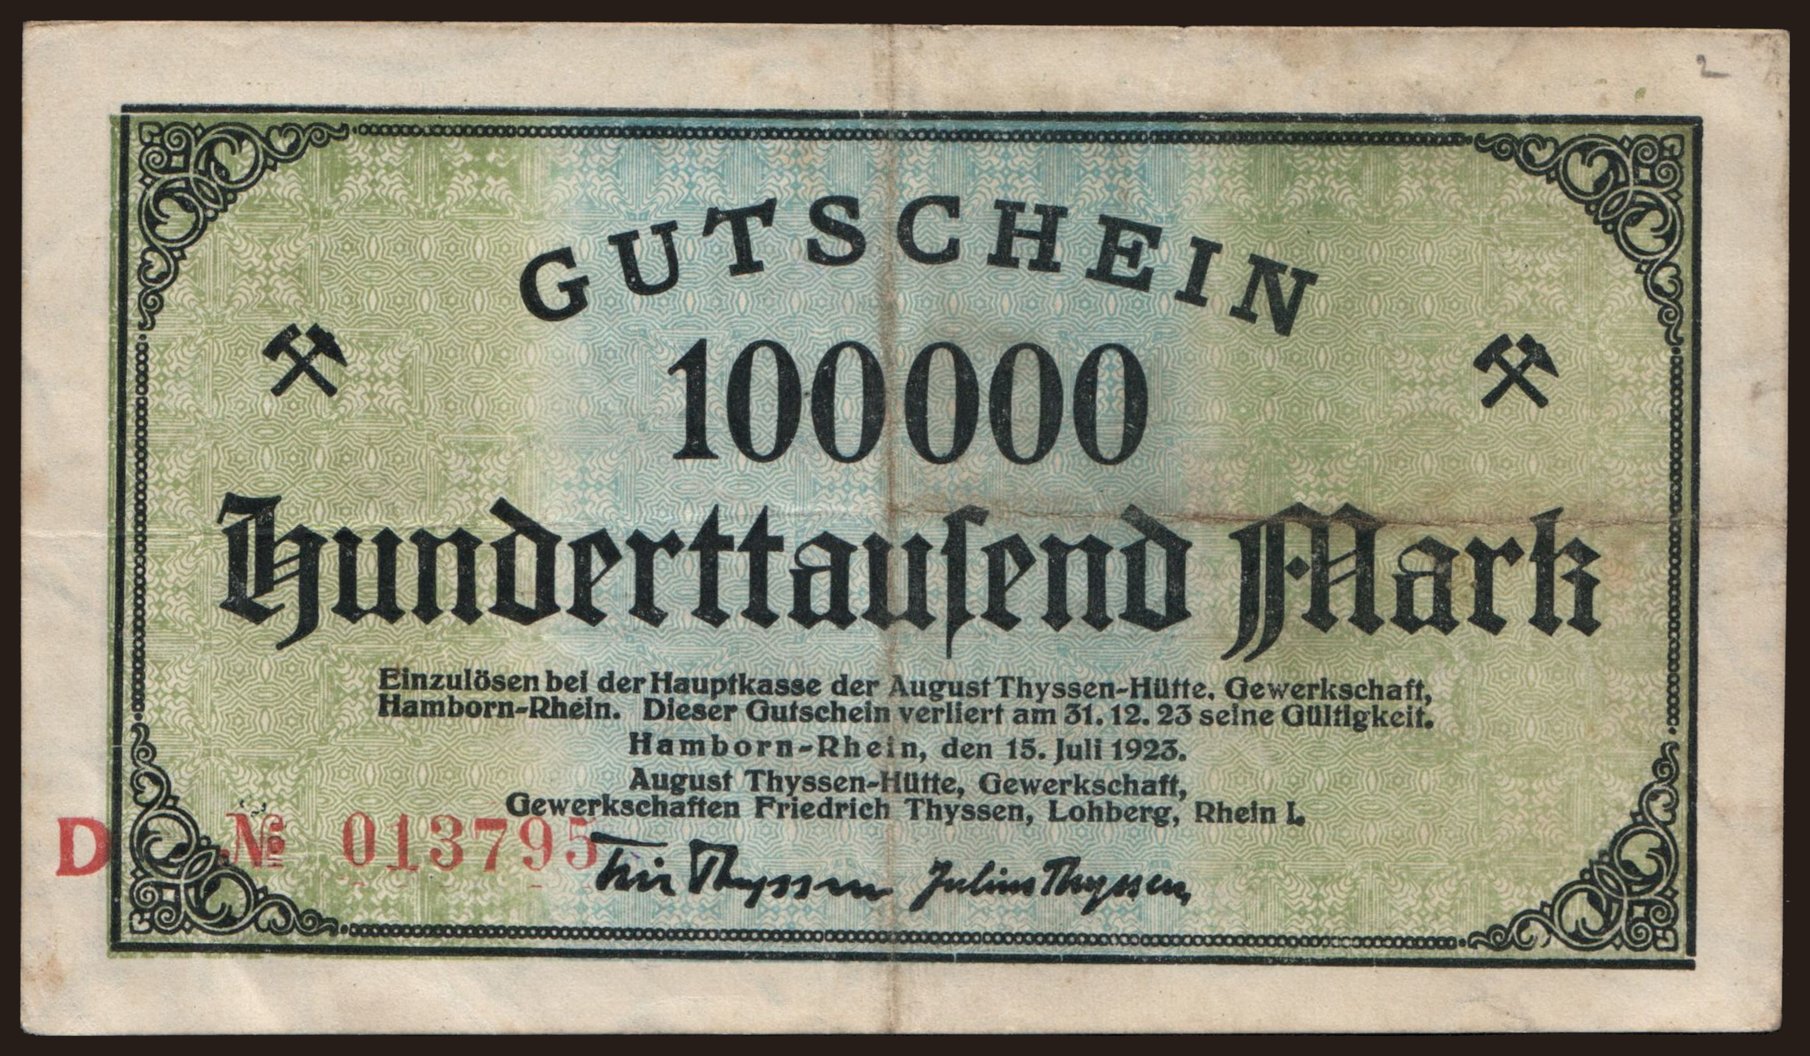 2
GUTSCHEIN
100000
Hunderttauſend Mark
Einzulösen bei der Hauptkasse der August Thyssen-Hütte, Gewerkschaft,
Hamborn-Rhein. Dieser Gutschein verliert am 31. 12. 23 seine Gültigkeit.
Hamborn-Rhein, den 15. Juli 1923.
August Thyssen-Hütte, Gewerkschaft,
Gewerkschaften Friedrich Thyssen, Lohberg, Rhein I.
D № 013795
Thyssen Julius Thyssen